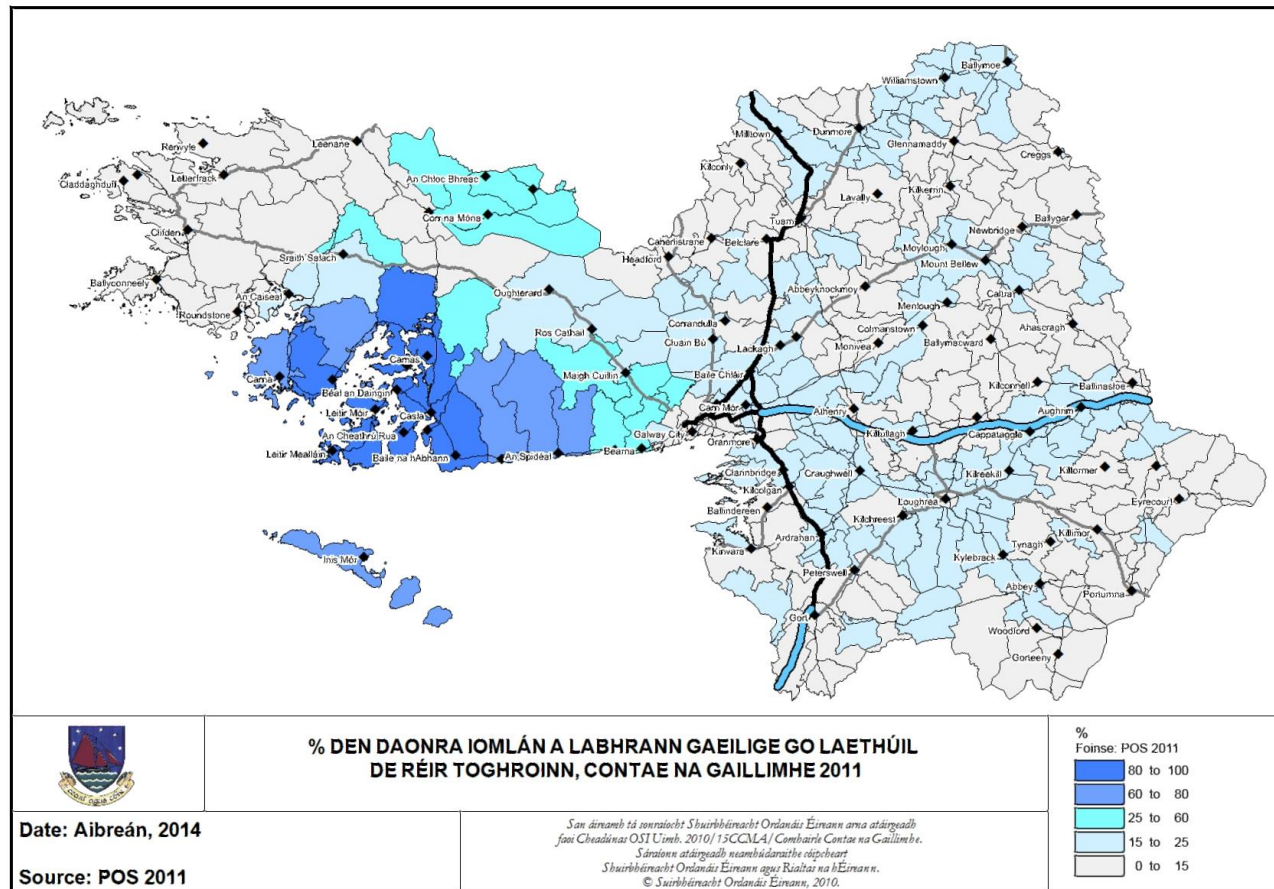 Ballymoe
Williamstown
Milltown
Dunmore
Glennamaddy
Creggs
Leenane
Renvyle
Letterfrack
Claddaghduff
An Chloc Bhreac
Kilconly
Kilkerrin
Lavally
Corr na Móna
Tuam
Ballygar
Newbridge
Clifden
Caherlistrane
Belclare
Moylough
Headford
Mount Bellew
Sraith Salach
Ballyconneely
An Caiseal
Oughterard
Abbeyknockmoy
Menlough
Caltra
Roundstone
Corrandulla
Colmanstown
Ahascragh
Ros Cathail
Cluain Bú
Lackagh
Monivea
Ballymacward
Camas
Carna
Maigh Cuilin
Baile Chláir
Kilconnell
Ballinasloe
Béal an Daingin
Leitir Móir
Casla
Carn Mór
Athenry
Aughrim
An Cheathrú Rua
Galway City
Oranmore
Kiltullagh
Cappataggle
Leitir Mealláin
Baile na hAbhann
An Spidéal
Bearna
Clarinbridge
Craughwell
Kilreekill
Kiltormer
Kilcolgan
Loughrea
Eyrecourt
Ballindereen
Kilchreest
Killimor
Inis Mór
Kinvara
Ardrahan
Tynagh
Peterswell
Kylebrack
Abbey
Portumna
Gort
Woodford
Gorteeny
% DEN DAONRA IOMLÁN A LABHRANN GAEILIGE GO LAETHÚIL
DE RÉIR TOGHROINN, CONTAE NA GAILLIMHE 2011
%
Foinse: POS 2011
80 to 100
60 to 80
25 to 60
15 to 25
0 to 15
Date: Aibreán, 2014
Source: POS 2011
San áireamh tá sonraíocht Shuirbhéireacht Ordanáis Éireann arna atáirgeadh
faoi Cheadúnas OSI Uimh. 2010/15CCMA/Comhairle Contae na Gaillimhe.
Sáraíonn atáirgeadh neamhúdaraithe cóipcheart
Shuirbhéireacht Ordanáis Éireann agus Rialtas na hÉireann.
© Suirbhéireacht Ordanáis Éireann, 2010.